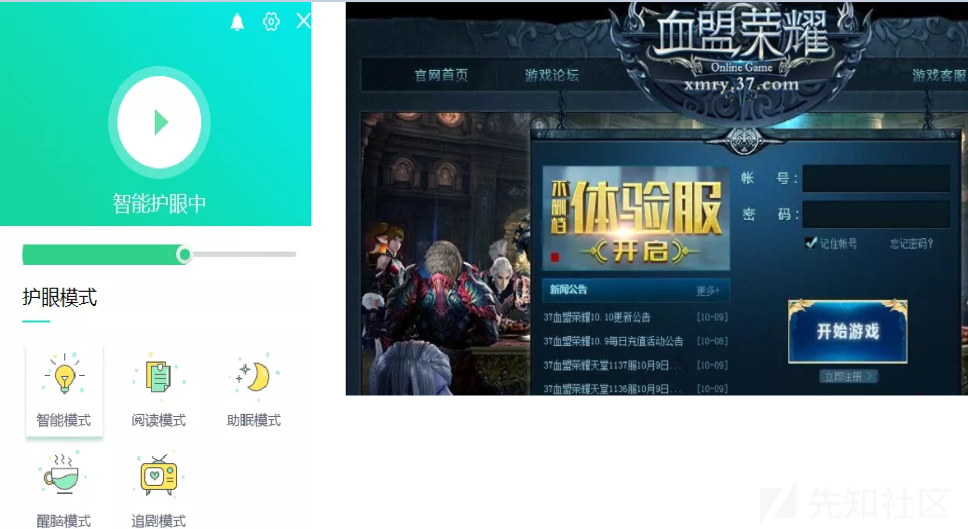 智能护眼中
护眼模式
智能模式
阅读模式
助眠模式
醒脑模式
追剧模式
血盟荣耀
Online Game
xmry.37.com
官网首页
游戏论坛
游戏客服
不删档
体验服
开启
帐 号：
密 码：
记住帐号
忘记密码?
新闻公告
更多+
37血盟荣耀10.10更新公告 [10-09]
37血盟荣耀10.9每日充值活动公告 [10-08]
37血盟荣耀天堂1137服10月9日... [10-09]
37血盟荣耀天堂1136服10月9日... [10-09]
开始游戏
立即注册 >
先知社区